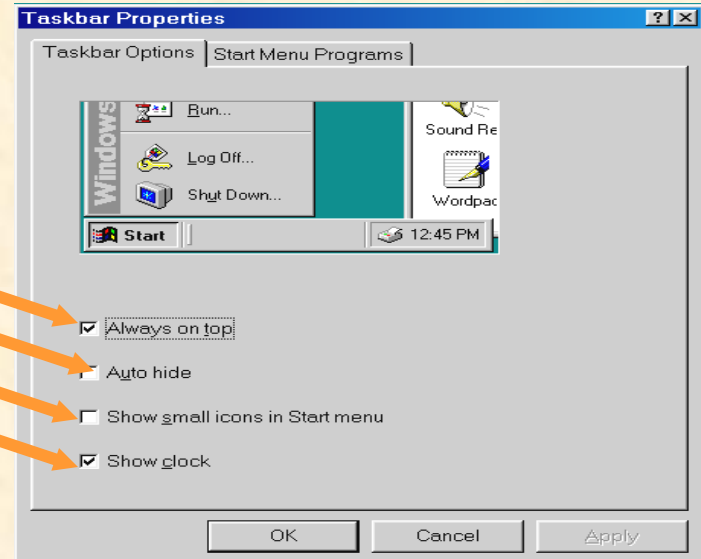 Taskbar Properties
Taskbar Options Start Menu Programs
Windows
Run...
Log Off...
Shut Down...
Sound Re
Wordpac
Start 12:45 PM
Always on top
Auto hide
Show small icons in Start menu
Show clock
OK Cancel Apply